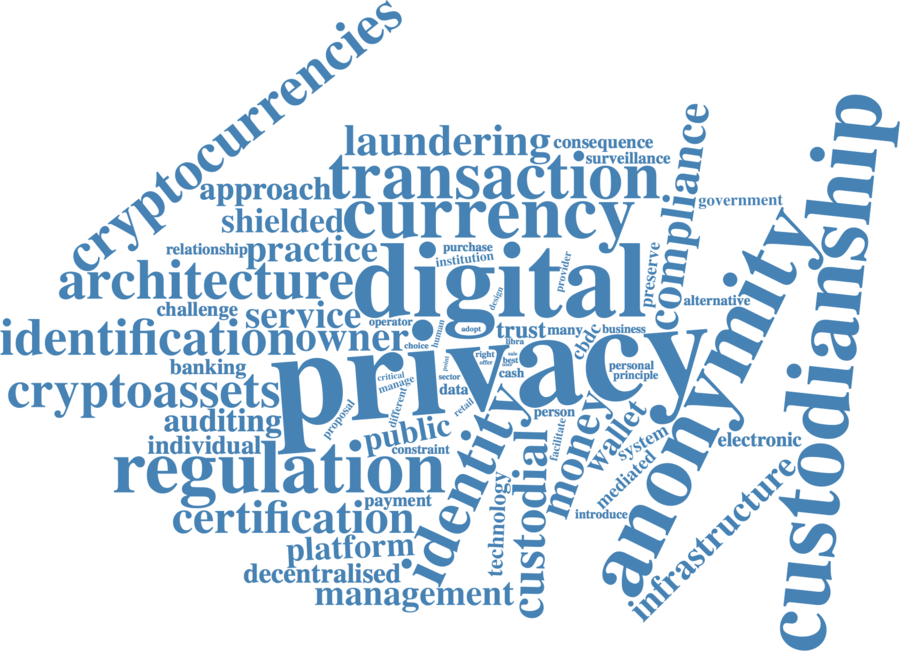 cryptocurrencies
laundering
consequence
surveillance
transaction
approach
compliance
government
custodianship
shielded
currency
anonymity
relationship
practice
purchase
institution
provider
preserve
architecture
digital
design
alternative
challenge
service
operator
human
adopt
trust
many
business
cbdc
libra
identification
owner
choice
privacy
point
right
offer
sale
best
user
cash
personal
principle
banking
critical
manage
sector
data
cryptoassets
different
retail
proposal
auditing
public
identity
person
facilitate
money
wallet
system
electronic
individual
constraint
regulation
mediated
infrastructure
payment
technology
custodial
introduce
certification
platform
decentralised
management